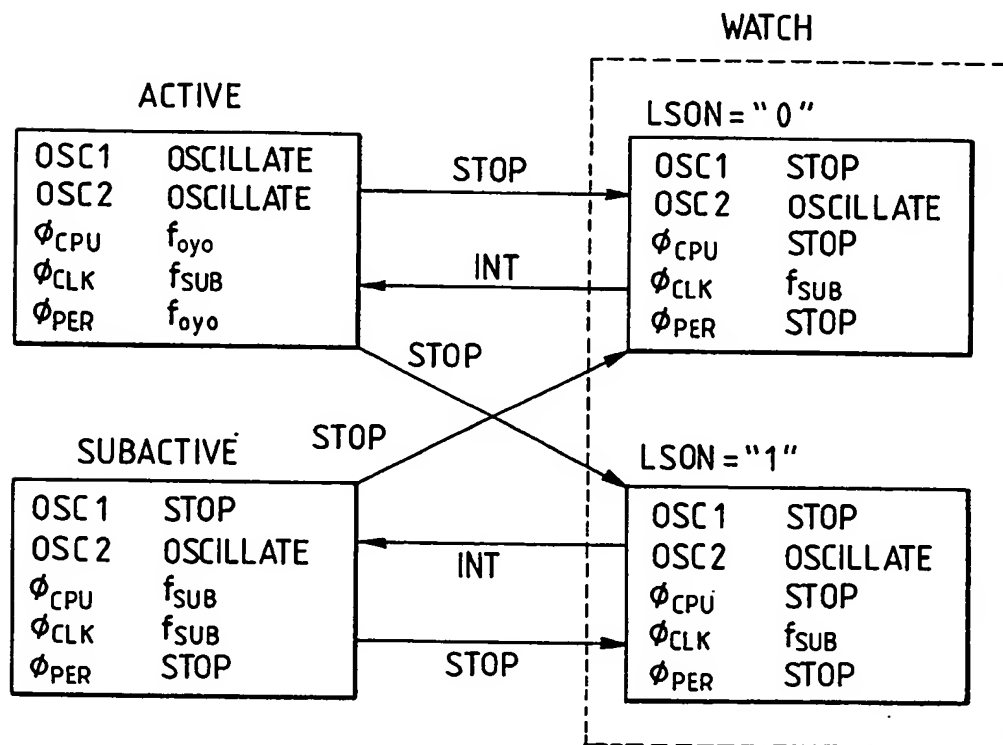 WATCH
ACTIVE
OSC1 OSCILLATE
OSC2 OSCILLATE
ϕCPU foyo
ϕCLK fSUB
ϕPER foyo
STOP
INT
LSON = "0"
OSC1 STOP
OSC2 OSCILLATE
ϕCPU STOP
ϕCLK fSUB
ϕPER STOP
STOP
STOP
SUBACTIVE
OSC1 STOP
OSC2 OSCILLATE
ϕCPU fSUB
ϕCLK fSUB
ϕPER STOP
INT
STOP
LSON = "1"
OSC1 STOP
OSC2 OSCILLATE
ϕCPU STOP
ϕCLK fSUB
ϕPER STOP